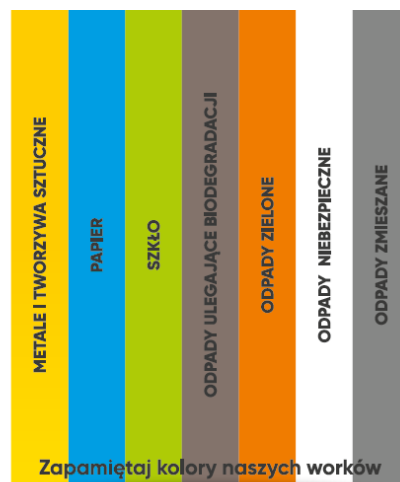 METALE I TWORZYWA SZTUCZNE
PAPIER
SZKŁO
ODPADY ULEGAJĄCE BIODEGRADACJI
ODPADY ZIELONE
ODPADY NIEBEZPIECZNE
ODPADY ZMIESZANE
Zapamiętaj kolory naszych worków